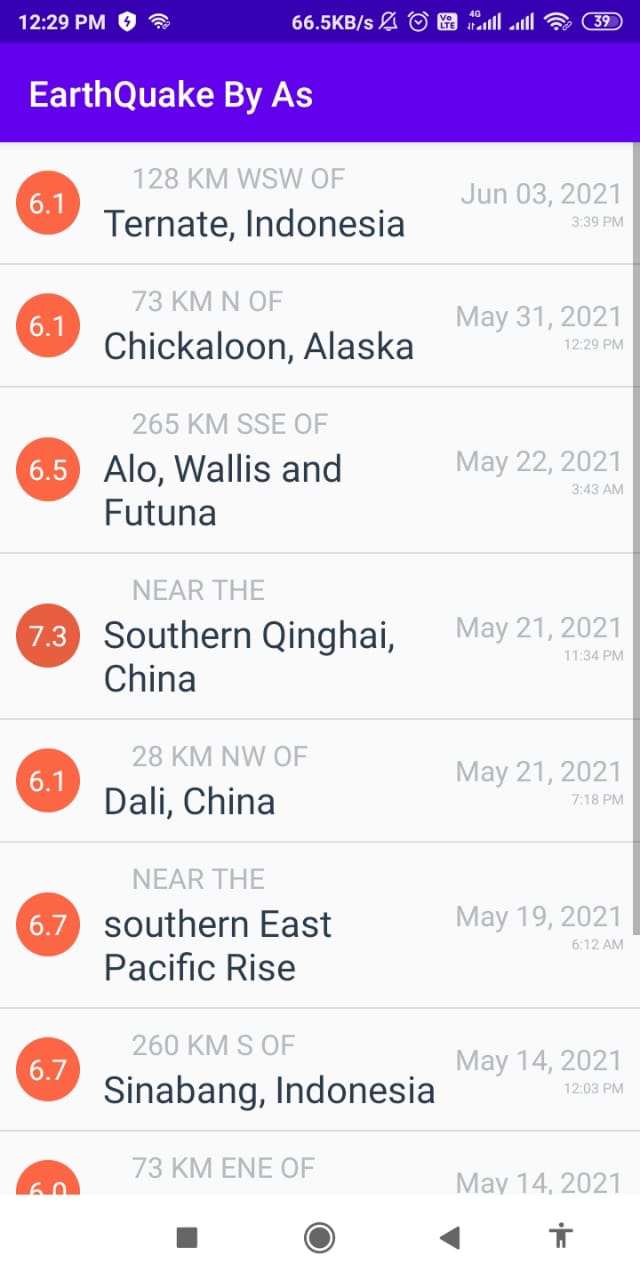 12:29 PM 66.5KB/s Vo LTE 4G 39
EarthQuake By As
128 KM WSW OF
6.1 Ternate, Indonesia
Jun 03, 2021
3:39 PM
73 KM N OF
6.1 Chickaloon, Alaska
May 31, 2021
12:29 PM
265 KM SSE OF
6.5 Alo, Wallis and
Futuna
May 22, 2021
3:43 AM
NEAR THE
7.3 Southern Qinghai,
China
May 21, 2021
11:34 PM
28 KM NW OF
6.1 Dali, China
May 21, 2021
7:18 PM
NEAR THE
6.7 southern East
Pacific Rise
May 19, 2021
6:12 AM
260 KM S OF
6.7 Sinabang, Indonesia
May 14, 2021
12:03 PM
73 KM ENE OF
6.0
May 14, 2021